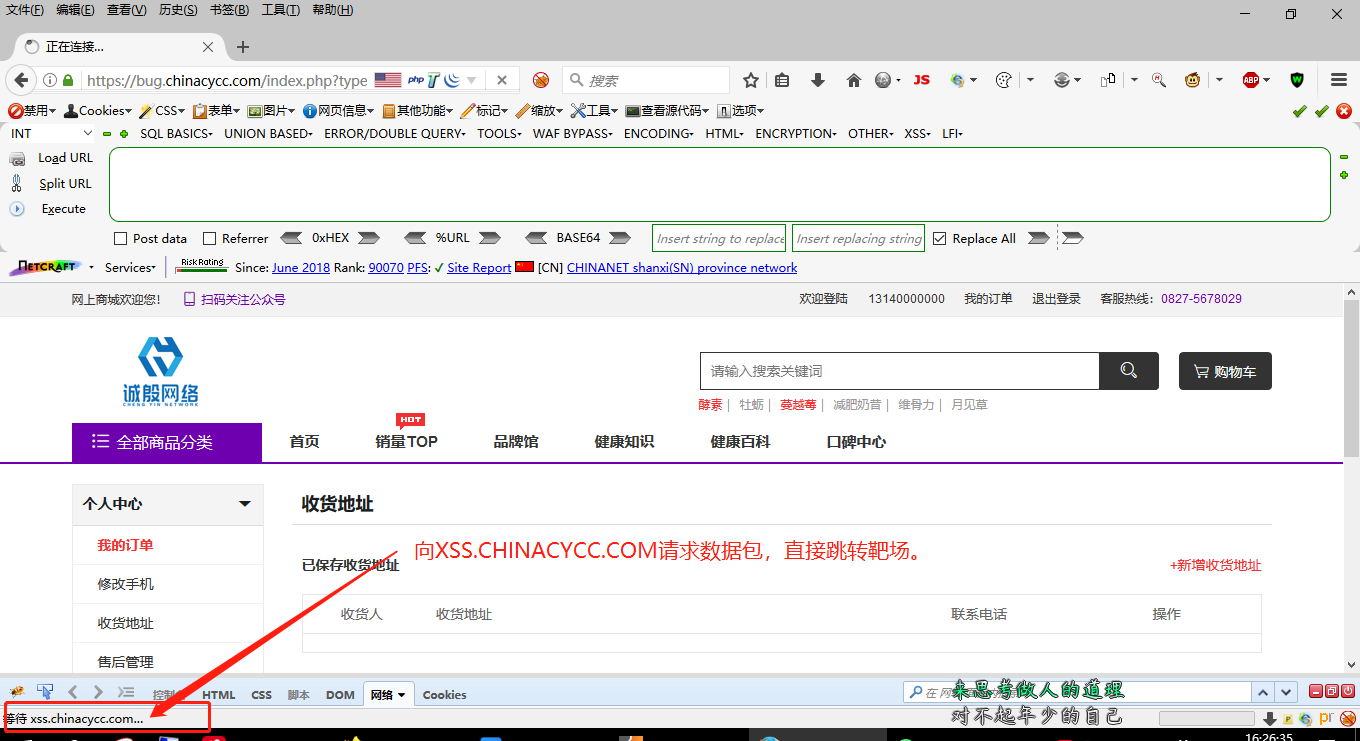 文件(F) 编辑(E) 查看(V) 历史(S) 书签(B) 工具(T) 帮助(H)
正在连接...
https://bug.chinacycc.com/index.php?type php 搜索 JS ABP
禁用 Cookies CSS 表单 图片 网页信息 其他功能 标记 缩放 工具 查看源代码 选项
INT SQL BASICS UNION BASED ERROR/DOUBLE QUERY TOOLS WAF BYPASS ENCODING HTML ENCRYPTION OTHER XSS LFI
Load URL
Split URL
Execute
Post data Referrer 0xHEX %URL BASE64 Insert string to replace Insert replacing string Replace All
NETCRAFT Services Risk Rating Since: June 2018 Rank: 90070 PFS: ✓ Site Report [CN] CHINANET shanxi(SN) province network
网上商城欢迎您! 扫码关注公众号 欢迎登陆 13140000000 我的订单 退出登录 客服热线: 0827-5678029
诚殷网络
CHENG YIN NETWORK
请输入搜索关键词 购物车
酵素 | 牡蛎 | 蔓越莓 | 减肥奶昔 | 维骨力 | 月见草
HOT
全部商品分类 首页 销量TOP 品牌馆 健康知识 健康百科 口碑中心
个人中心 收货地址
我的订单
向XSS.CHINACYCC.COM请求数据包，直接跳转靶场。
已保存收货地址 +新增收货地址
修改手机
收货人 收货地址 联系电话 操作
收货地址
售后管理
HTML CSS 脚本 DOM 网络 Cookies
来思考做人的道理
等待 xss.chinacycc.com...
对不起年少的自己
16:26:35